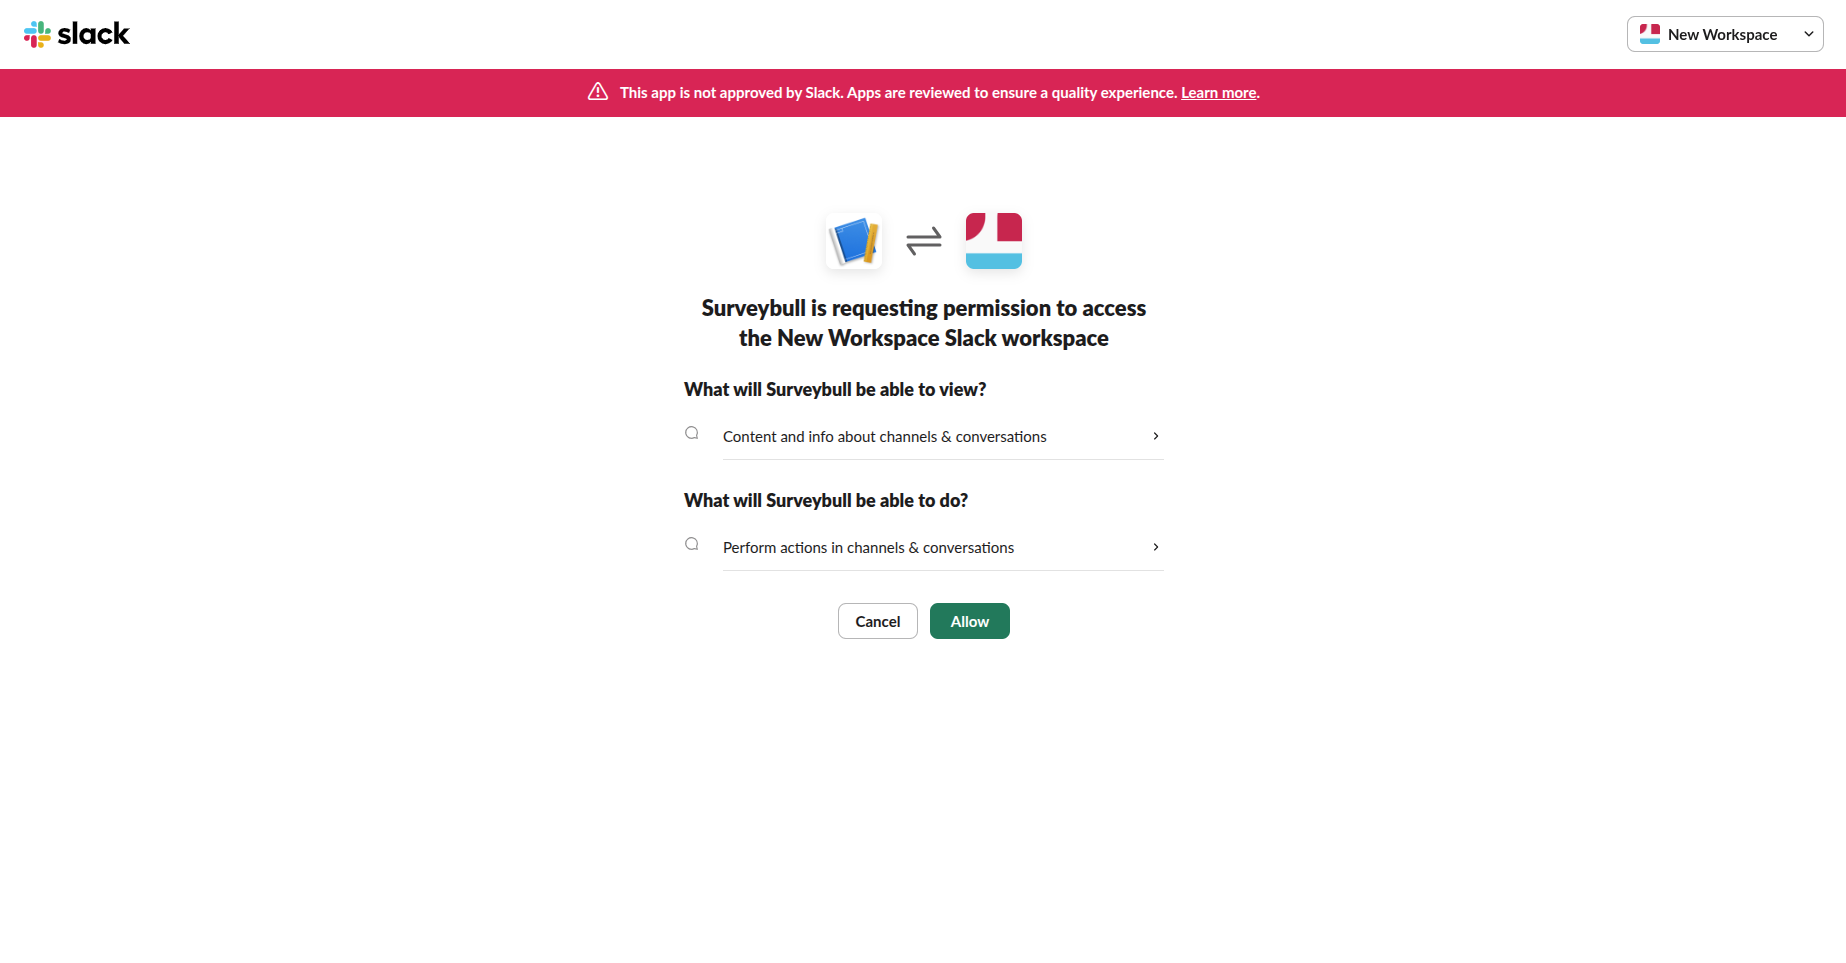 slack
New Workspace
This app is not approved by Slack. Apps are reviewed to ensure a quality experience. Learn more.
Surveybull is requesting permission to access
the New Workspace Slack workspace
What will Surveybull be able to view?
Content and info about channels & conversations
What will Surveybull be able to do?
Perform actions in channels & conversations
Cancel Allow